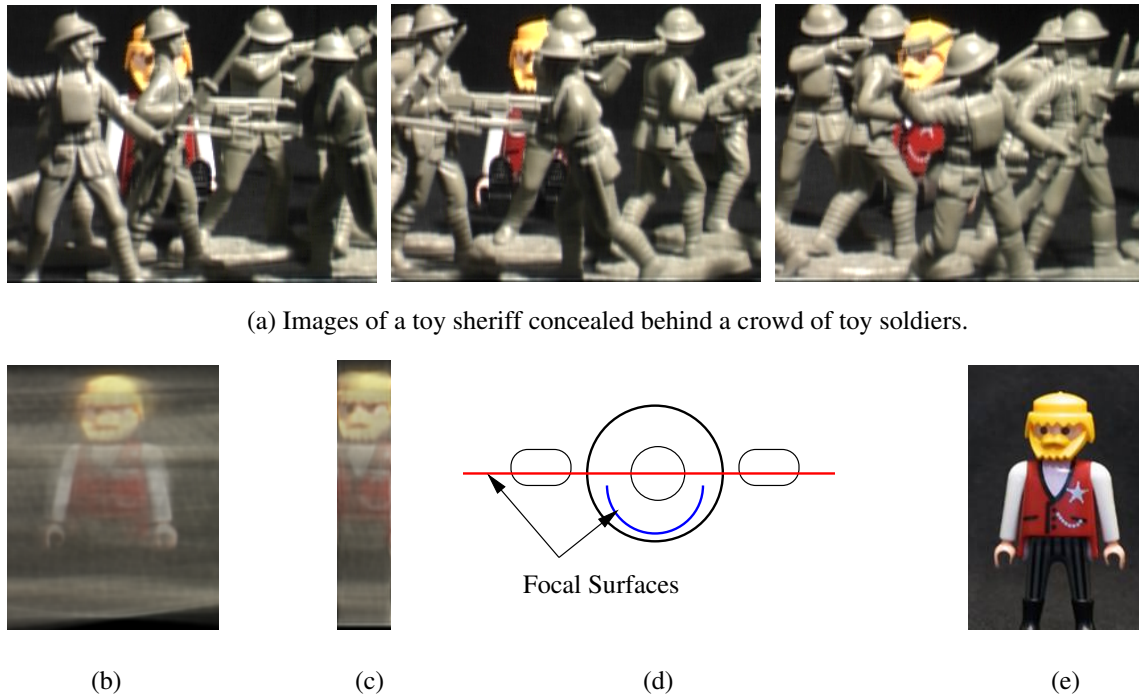 (a) Images of a toy sheriff concealed behind a crowd of toy soldiers.
Focal Surfaces
(b)
(c)
(d)
(e)